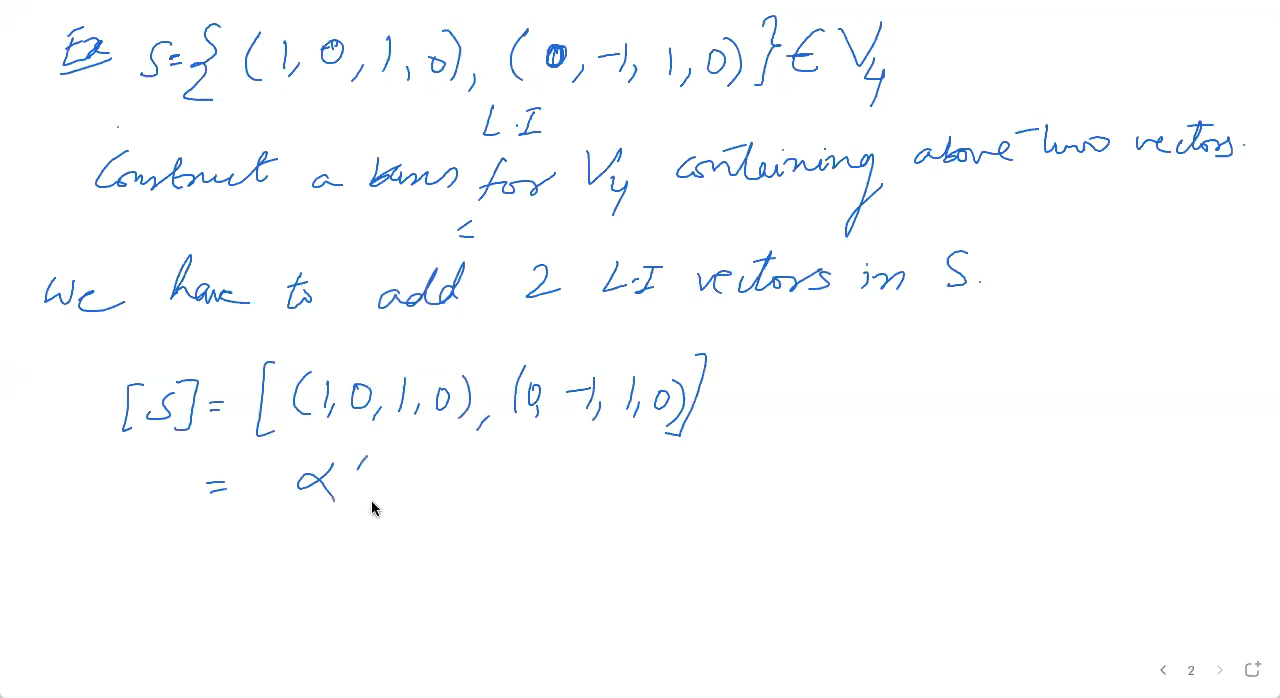 Ex S={(1,0,1,0), (0,-1,1,0)} ∈ V4
L.I
Construct a basis for V4 containing above two vectors.
We have to add 2 L.I vectors in S.
[S] = [(1,0,1,0), (0,-1,1,0)]
= α (
2